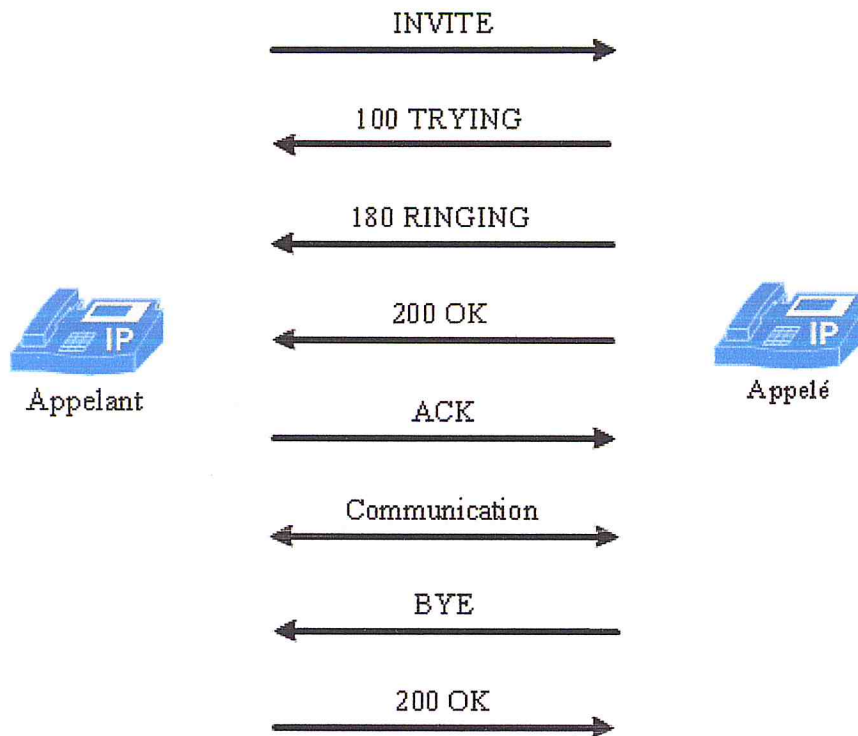 INVITE
100 TRYING
180 RINGING
200 OK
IP
IP
Appelant
Appelé
ACK
Communication
BYE
200 OK